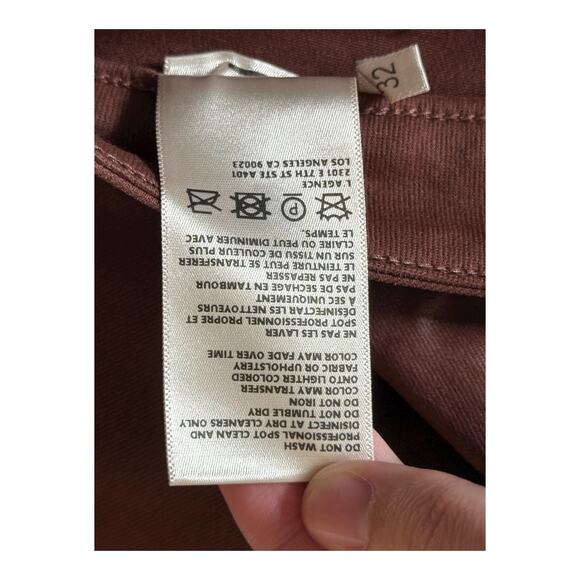 DO NOT WASH
PROFESSIONAL SPOT CLEAN AND
DISINFECT AT DRY CLEANERS ONLY
DO NOT TUMBLE DRY
DO NOT IRON
COLOR MAY TRANSFER
ONTO LIGHTER COLORED
FABRIC OR UPHOLSTERY
COLOR MAY FADE OVER TIME
NE PAS LES LAVER
SPOT PROFESSIONNEL PROPRE ET
DÉSINFECTAR LES NETTOYEURS
À SEC UNIQUEMENT
PAS DE SECHAGE EN TAMBOUR
NE PAS REPASSER
LE TEINTURE PEUT SE TRANSFERER
SUR UN TISSU DE COULEUR PLUS
CLAIRE OU PEUT DIMINUER AVEC
LE TEMPS.
P
L'AGENCE
2301 E 7TH ST STE A401
LOS ANGELES CA 90023
32